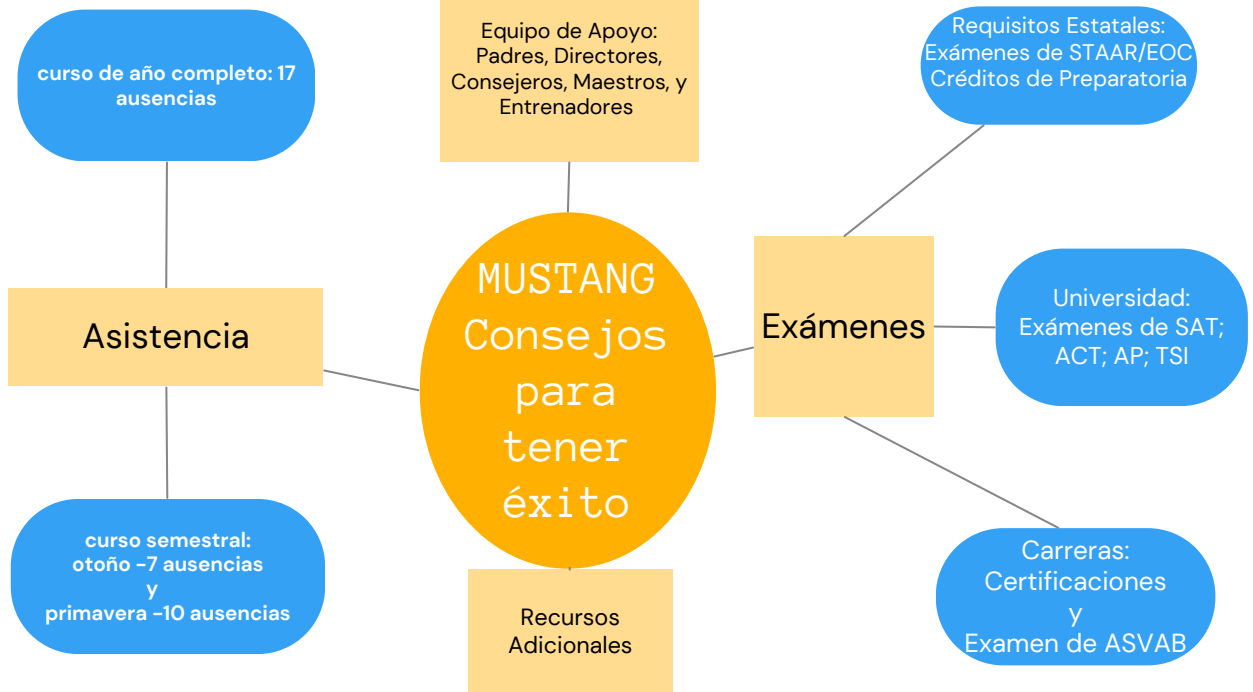 curso de año completo: 17
ausencias
Equipo de Apoyo:
Padres, Directores,
Consejeros, Maestros, y
Entrenadores
Requisitos Estatales:
Exámenes de STAAR/EOC
Créditos de Preparatoria
Asistencia
MUSTANG
Consejos
para
tener
éxito
Exámenes
Universidad:
Exámenes de SAT;
ACT; AP; TSI
curso semestral:
otoño -7 ausencias
y
primavera -10 ausencias
Recursos
Adicionales
Carreras:
Certificaciones
y
Examen de ASVAB